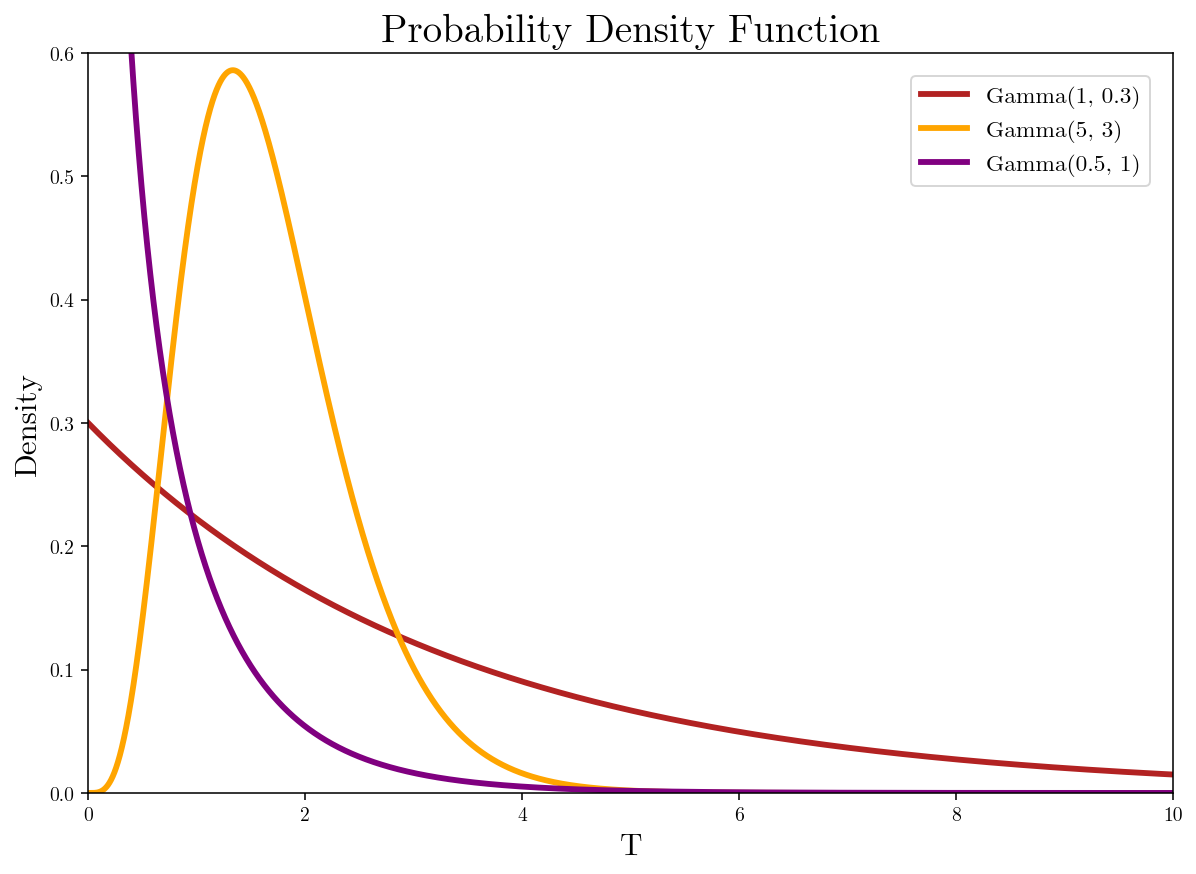 Probability Density Function
Gamma(1, 0.3)
Gamma(5, 3)
Gamma(0.5, 1)
Density
0.6
0.5
0.4
0.3
0.2
0.1
0.0
0 2 4 6 8 10
T